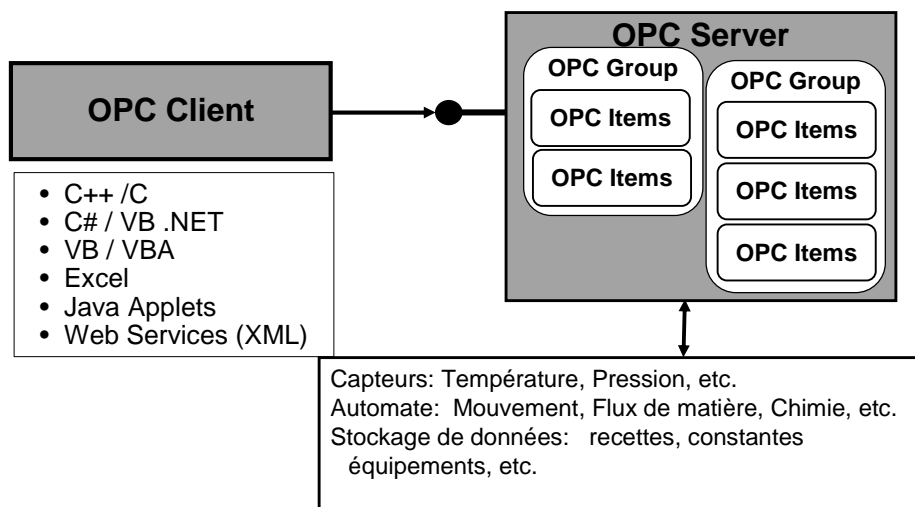 OPC Client
• C++ /C
• C# / VB .NET
• VB / VBA
• Excel
• Java Applets
• Web Services (XML)
OPC Server
OPC Group
OPC Items
OPC Items
OPC Group
OPC Items
OPC Items
OPC Items
Capteurs: Température, Pression, etc.
Automate: Mouvement, Flux de matière, Chimie, etc.
Stockage de données: recettes, constantes
équipements, etc.